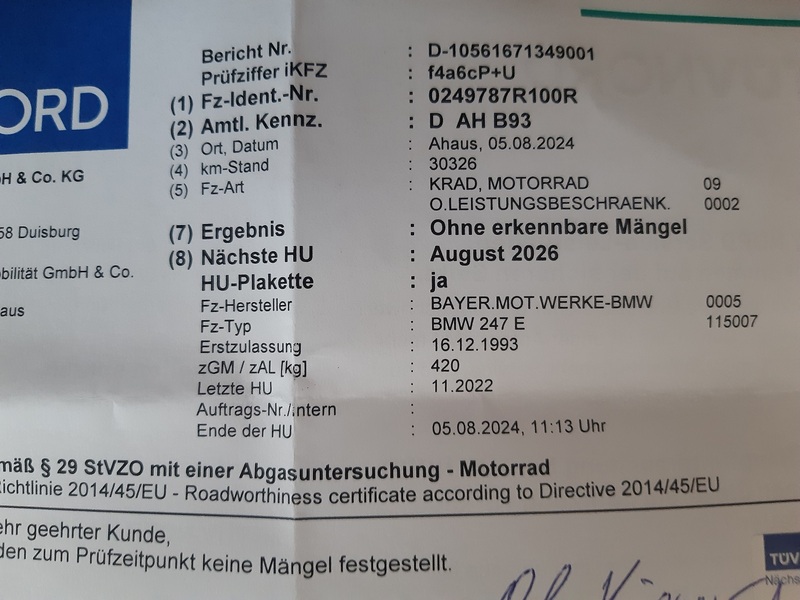 ORD
H & Co. KG
58 Duisburg
obilität GmbH & Co.
aus
Bericht Nr. : D-10561671349001
Prüfziffer iKFZ : f4a6cP+U
(1) Fz-Ident.-Nr. : 0249787R100R
(2) Amtl. Kennz. : D AH B93
(3) Ort, Datum : Ahaus, 05.08.2024
(4) km-Stand : 30326
(5) Fz-Art : KRAD, MOTORRAD 09
O.LEISTUNGSBESCHRAENK. 0002
(7) Ergebnis : Ohne erkennbare Mängel
(8) Nächste HU : August 2026
HU-Plakette : ja
Fz-Hersteller : BAYER.MOT.WERKE-BMW 0005
Fz-Typ : BMW 247 E 115007
Erstzulassung : 16.12.1993
zGM / zAL [kg] : 420
Letzte HU : 11.2022
Auftrags-Nr./intern :
Ende der HU : 05.08.2024, 11:13 Uhr
mäß § 29 StVZO mit einer Abgasuntersuchung - Motorrad
ichtlinie 2014/45/EU - Roadworthiness certificate according to Directive 2014/45/EU
ehr geehrter Kunde,
den zum Prüfzeitpunkt keine Mängel festgestellt.
TÜV
Nächs